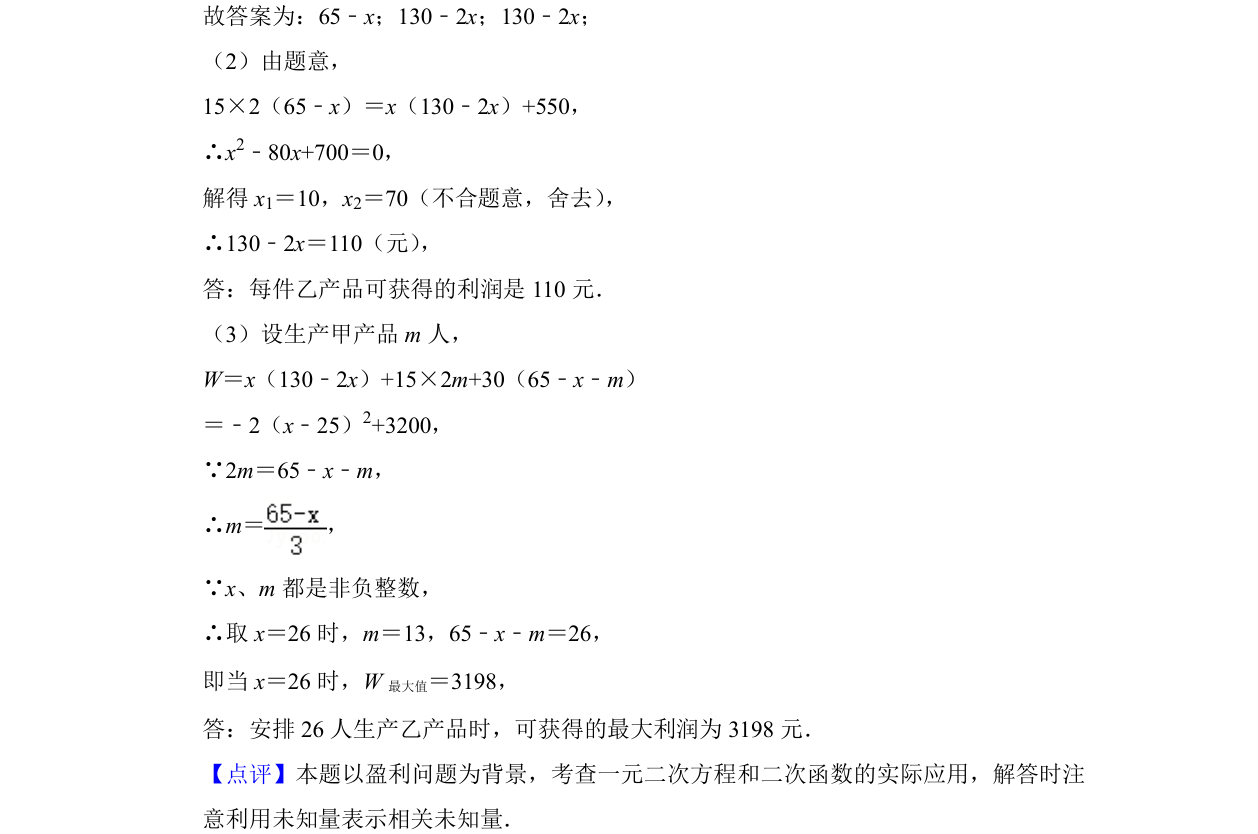 故答案为：65﹣x；130﹣2x；130﹣2x；
（2）由题意，
15×2（65﹣x）＝x（130﹣2x）+550，
∴x²﹣80x+700＝0，
解得 x₁＝10，x₂＝70（不合题意，舍去），
∴130﹣2x＝110（元），
答：每件乙产品可获得的利润是 110 元．
（3）设生产甲产品 m 人，
W＝x（130﹣2x）+15×2m+30（65﹣x﹣m）
＝﹣2（x﹣25）²+3200，
∵2m＝65﹣x﹣m，
∴m＝(65-x)/3，
∵x、m 都是非负整数，
∴取 x＝26 时，m＝13，65﹣x﹣m＝26，
即当 x＝26 时，W 最大值＝3198，
答：安排 26 人生产乙产品时，可获得的最大利润为 3198 元．
【点评】本题以盈利问题为背景，考查一元二次方程和二次函数的实际应用，解答时注
意利用未知量表示相关未知量．